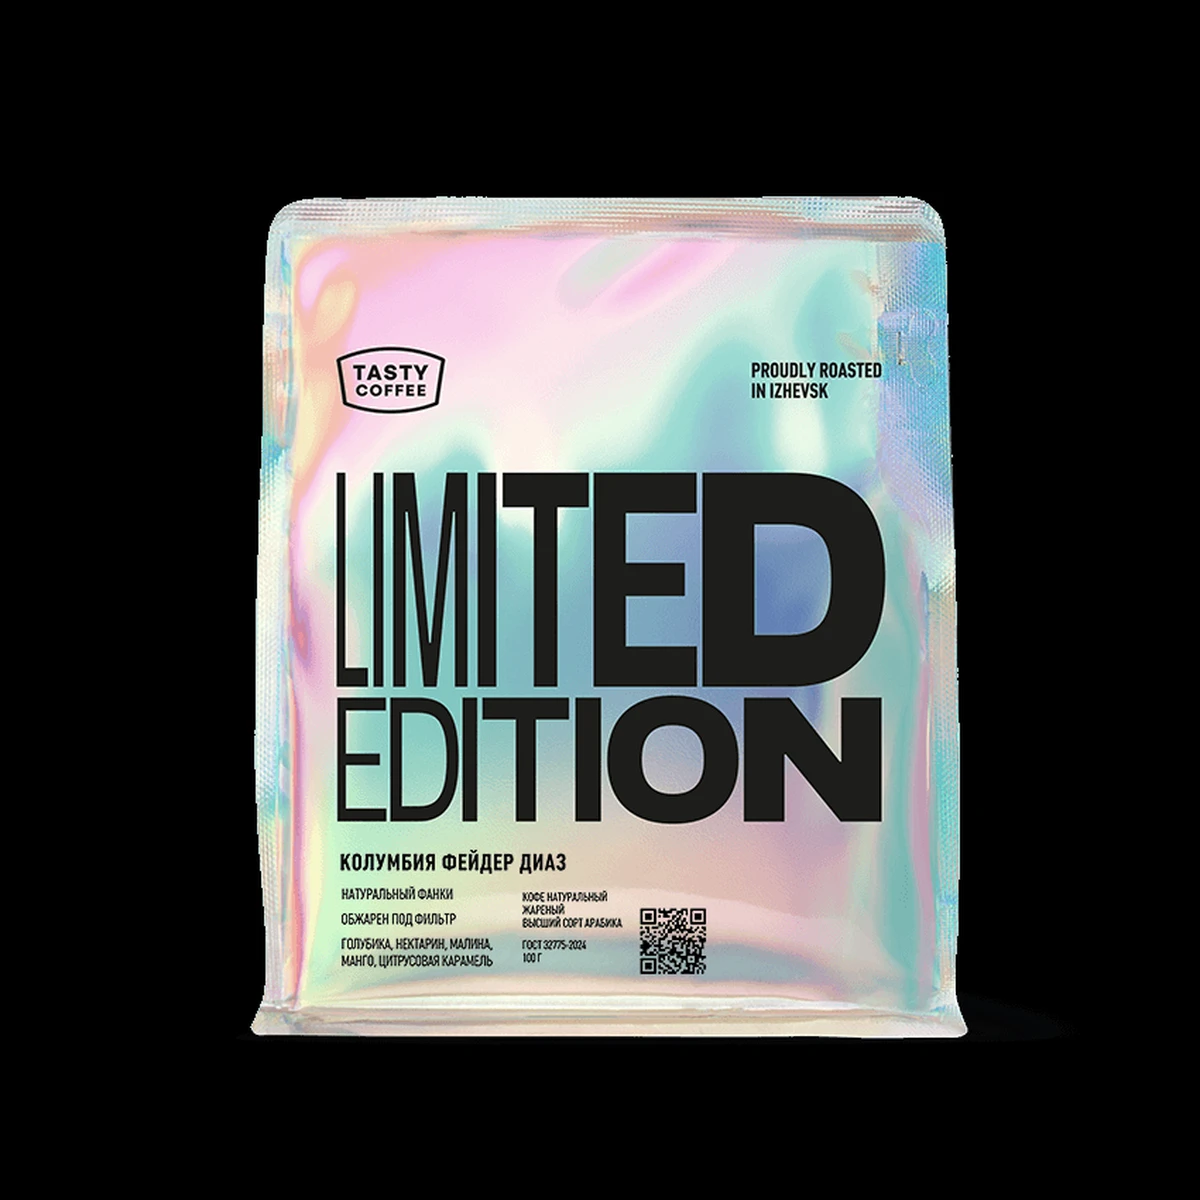 TASTY
COFFEE
PROUDLY ROASTED
IN IZHEVSK
LIMITED
EDITION
КОЛУМБИЯ ФЕЙДЕР ДИАЗ
НАТУРАЛЬНЫЙ ФАНКИ
ОБЖАРЕН ПОД ФИЛЬТР
ГОЛУБИКА, НЕКТАРИН, МАЛИНА,
МАНГО, ЦИТРУСОВАЯ КАРАМЕЛЬ
КОФЕ НАТУРАЛЬНЫЙ
ЖАРЕНЫЙ
ВЫСШИЙ СОРТ АРАБИКА
ГОСТ 32775-2024
100 Г